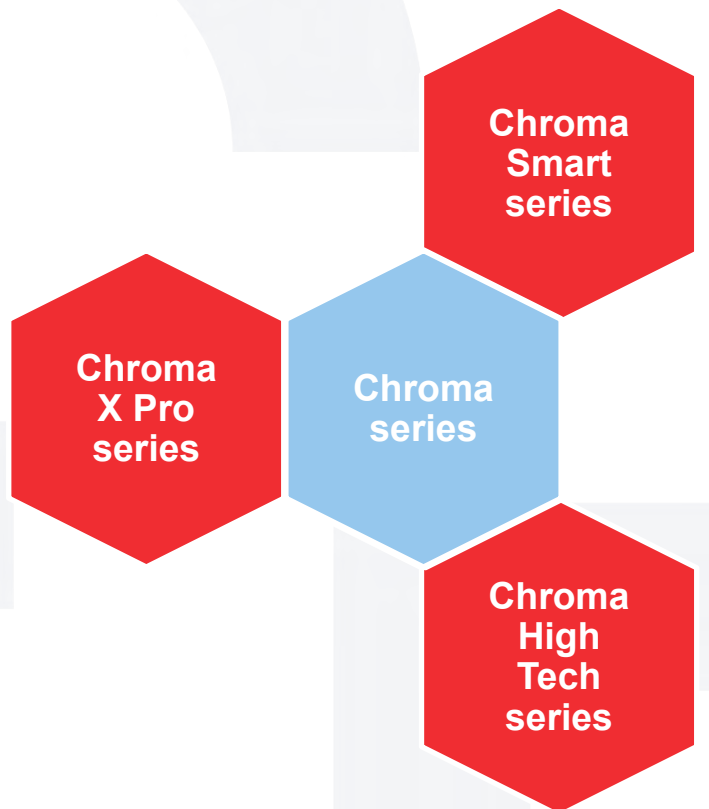 Chroma
Smart
series
Chroma
X Pro
series
Chroma
series
Chroma
High
Tech
series